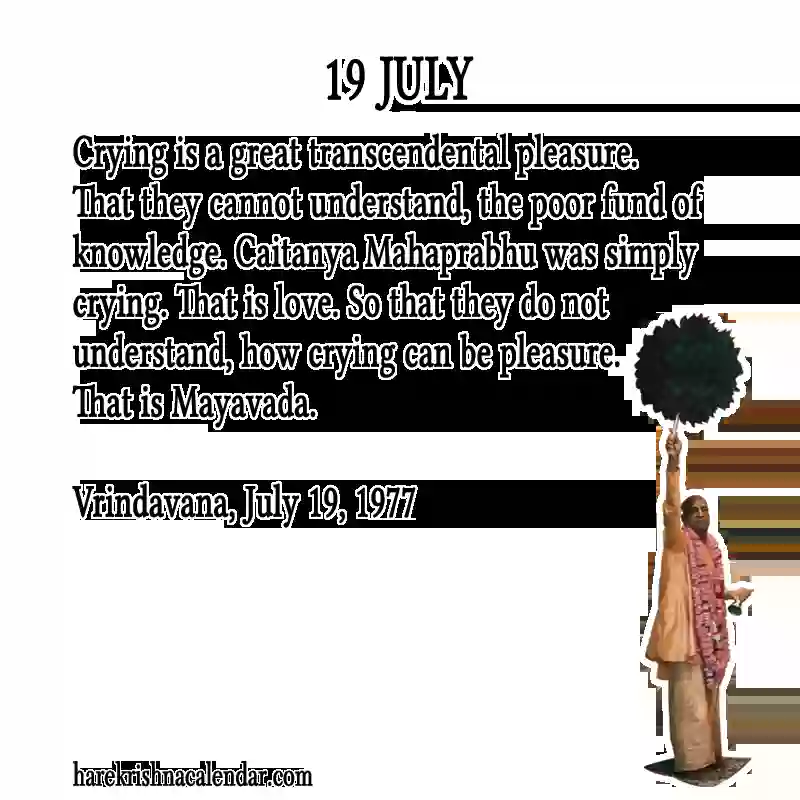 19 JULY
Crying is a great transcendental pleasure.
That they cannot understand, the poor fund of
knowledge. Caitanya Mahaprabhu was simply
crying. That is love. So that they do not
understand, how crying can be pleasure.
That is Mayavada.
Vrindavana, July 19, 1977
harekrishnacalendar.com